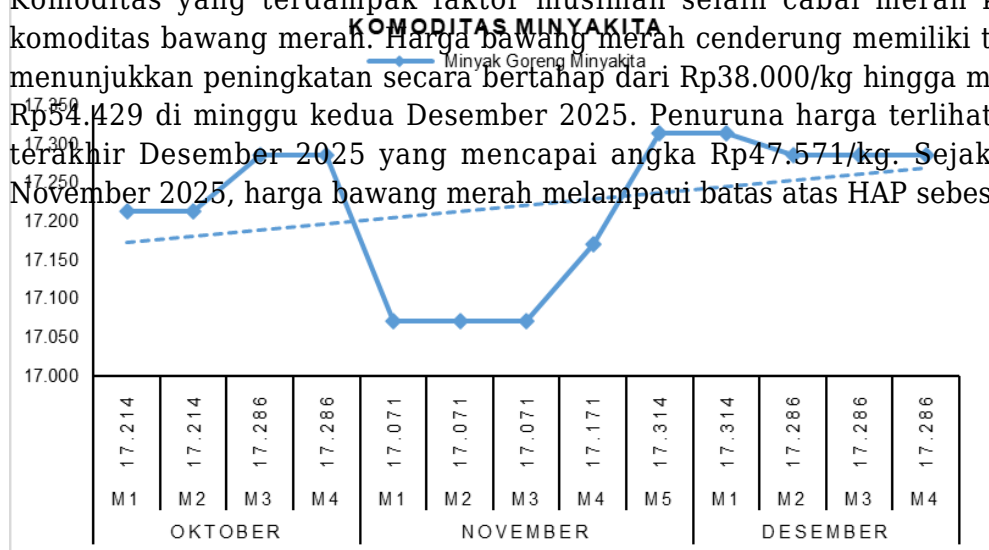 Komoditas yang terdampak faktor musiman selain cabai merah
KOMODITAS MINYAKITA
komoditas bawang merah. Harga bawang merah cenderung memiliki
Minyak Goreng Minyakita
menunjukkan peningkatan secara bertahap dari Rp38.000/kg hingga
17.350
Rp54.429 di minggu kedua Desember 2025. Penuruna harga terlihat
17.300
terakhir Desember 2025 yang mencapai angka Rp47.571/kg. Sejak
17.250
November 2025, harga bawang merah melampaui batas atas HAP
17.200
17.150
17.100
17.050
17.000
17.214 17.214 17.286 17.286 17.071 17.071 17.071 17.171 17.314 17.314 17.286 17.286 17.286
M1 M2 M3 M4 M1 M2 M3 M4 M5 M1 M2 M3 M4
OKTOBER NOVEMBER DESEMBER